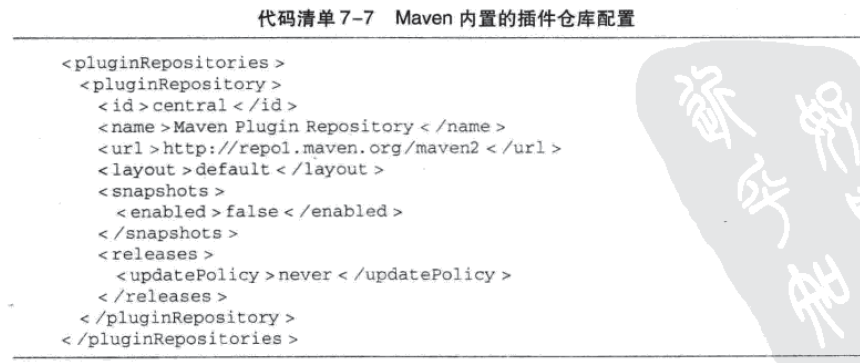 代码清单7-7 Maven 内置的插件仓库配置
<pluginRepositories>
<pluginRepository>
<id>central</id>
<name>Maven Plugin Repository</name>
<url>http://repo1.maven.org/maven2</url>
<layout>default</layout>
<snapshots>
<enabled>false</enabled>
</snapshots>
<releases>
<updatePolicy>never</updatePolicy>
</releases>
</pluginRepository>
</pluginRepositories>